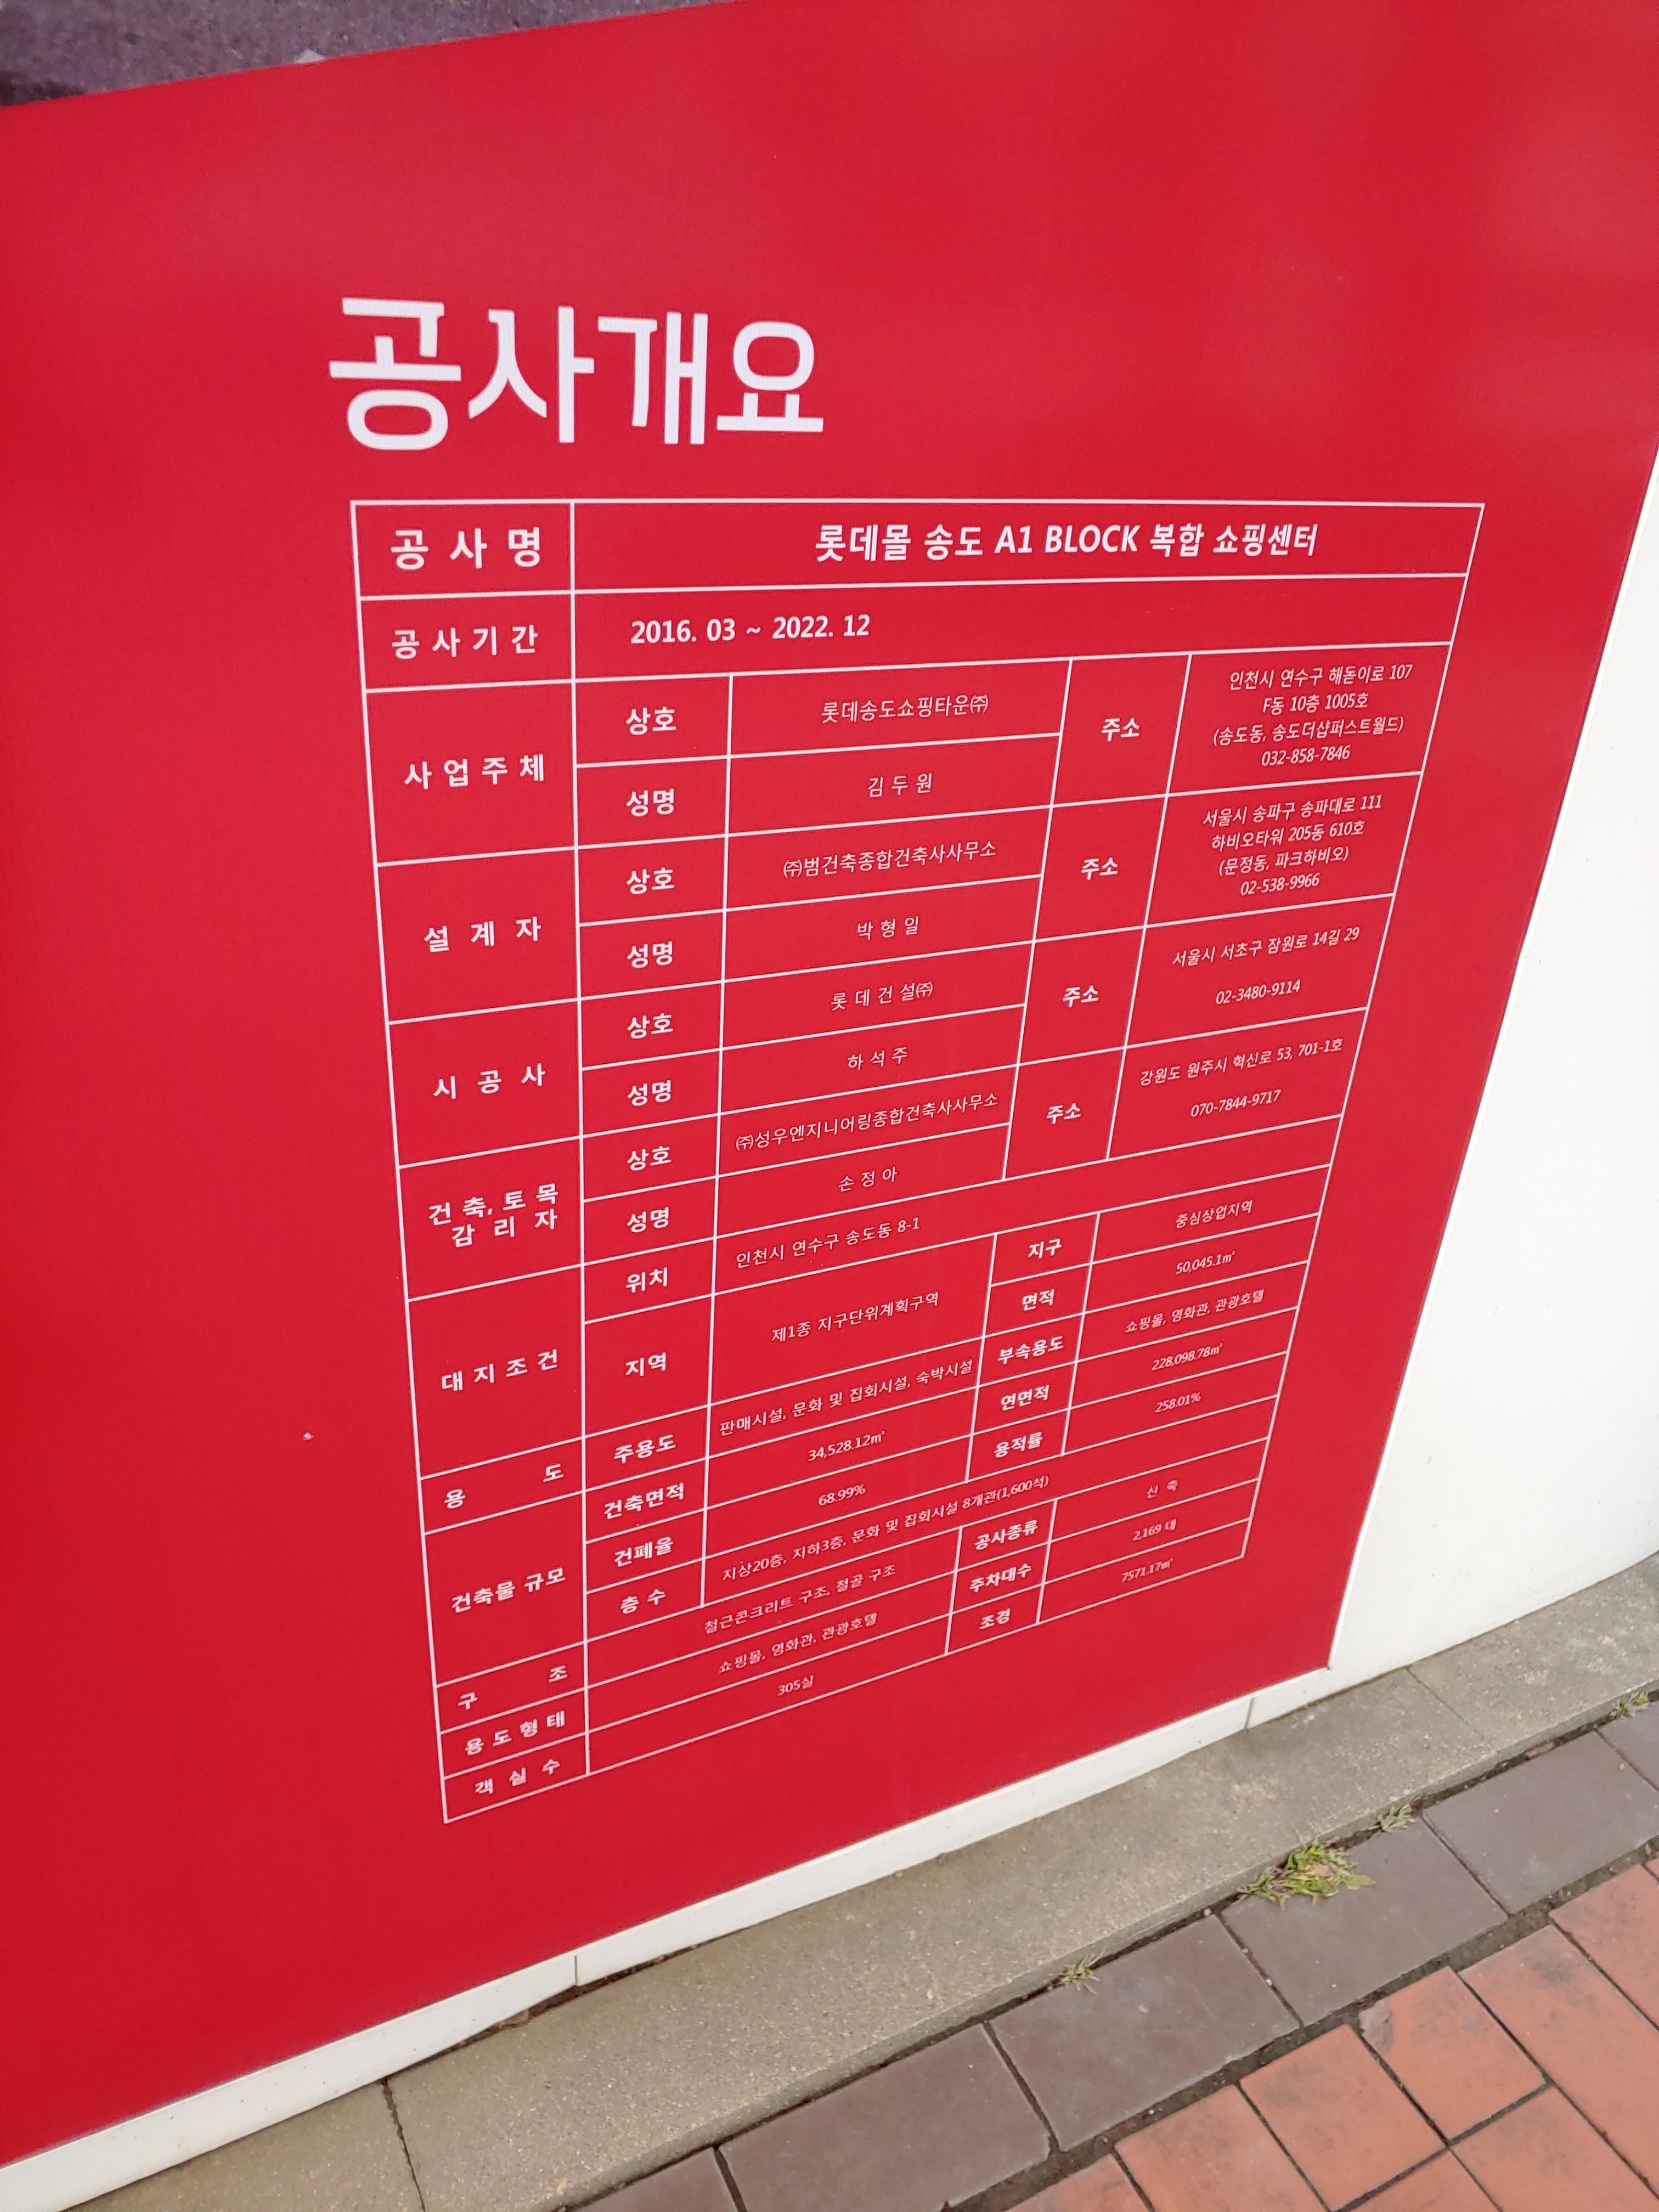 공사개요
공 사 명 롯데몰 송도 A1 BLOCK 복합 쇼핑센터
공 사 기 간 2016. 03 ~ 2022. 12
사 업 주 체 상호 롯데송도쇼핑타운㈜ 주소 인천시 연수구 해돋이로 107
F동 10층 1005호
(송도동, 송도더샵퍼스트월드)
032-858-7846
성명 김 두 원
설 계 자 상호 ㈜범건축종합건축사사무소 주소 서울시 송파구 송파대로 111
하비오타워 205동 610호
(문정동, 파크하비오)
02-538-9966
성명 박 형 일
시 공 사 상호 롯 데 건 설㈜ 주소 서울시 서초구 잠원로 14길 29
02-3480-9114
성명 하 석 주
건 축, 토 목
감 리 자
상호 ㈜성우엔지니어링종합건축사사무소 주소 강원도 원주시 혁신로 53, 701-1호
070-7844-9717
성명 손 정 아
대 지 조 건 위치 인천시 연수구 송도동 8-1
지역 제1종 지구단위계획구역 지구 중심상업지역
면적 50,045.1㎡
용 도 주용도 판매시설, 문화 및 집회시설, 숙박시설 부속용도 쇼핑몰, 영화관, 관광호텔
건축물 규모 건축면적 34,528.12㎡ 연면적 228,098.78㎡
건폐율 68.99% 용적률 258.01%
층 수 지상20층, 지하3층, 문화 및 집회시설 8개관(1,600석)
구 조 철근콘크리트 구조, 철골 구조 공사종류 신 축
용 도 형 태 쇼핑몰, 영화관, 관광호텔 주차대수 2,169 대
객 실 수 305실 조경 7571.17㎡